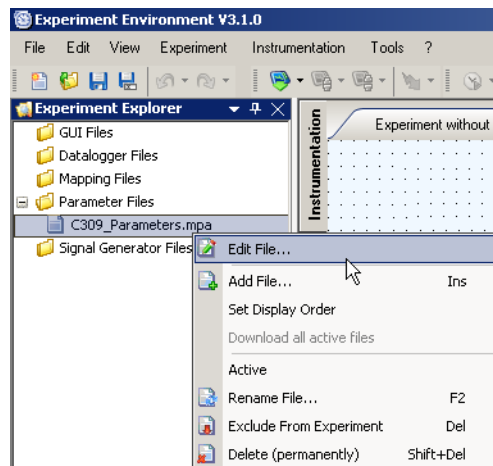 Experiment Environment V3.1.0
File Edit View Experiment Instrumentation Tools ?
Experiment Explorer
GUI Files
Datalogger Files
Mapping Files
Parameter Files
C309_Parameters.mpa
Signal Generator Files
Instrumentation
Experiment without
Edit File...
Add File... Ins
Set Display Order
Download all active files
Active
Rename File... F2
Exclude From Experiment Del
Delete (permanently) Shift+Del